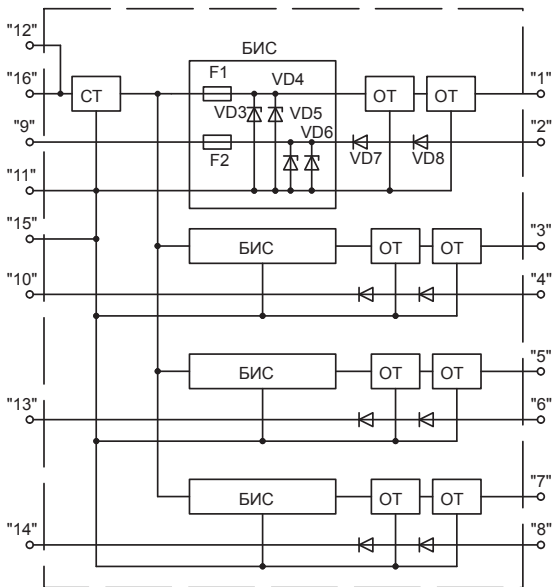 "12"
БИС
"16"
СТ
F1
VD4
ОТ
ОТ
"1"
VD3
VD5
"9"
VD6
"2"
F2
VD7
VD8
"11"
"15"
"3"
БИС
ОТ
ОТ
"10"
"4"
"5"
БИС
ОТ
ОТ
"13"
"6"
"7"
БИС
ОТ
ОТ
"14"
"8"